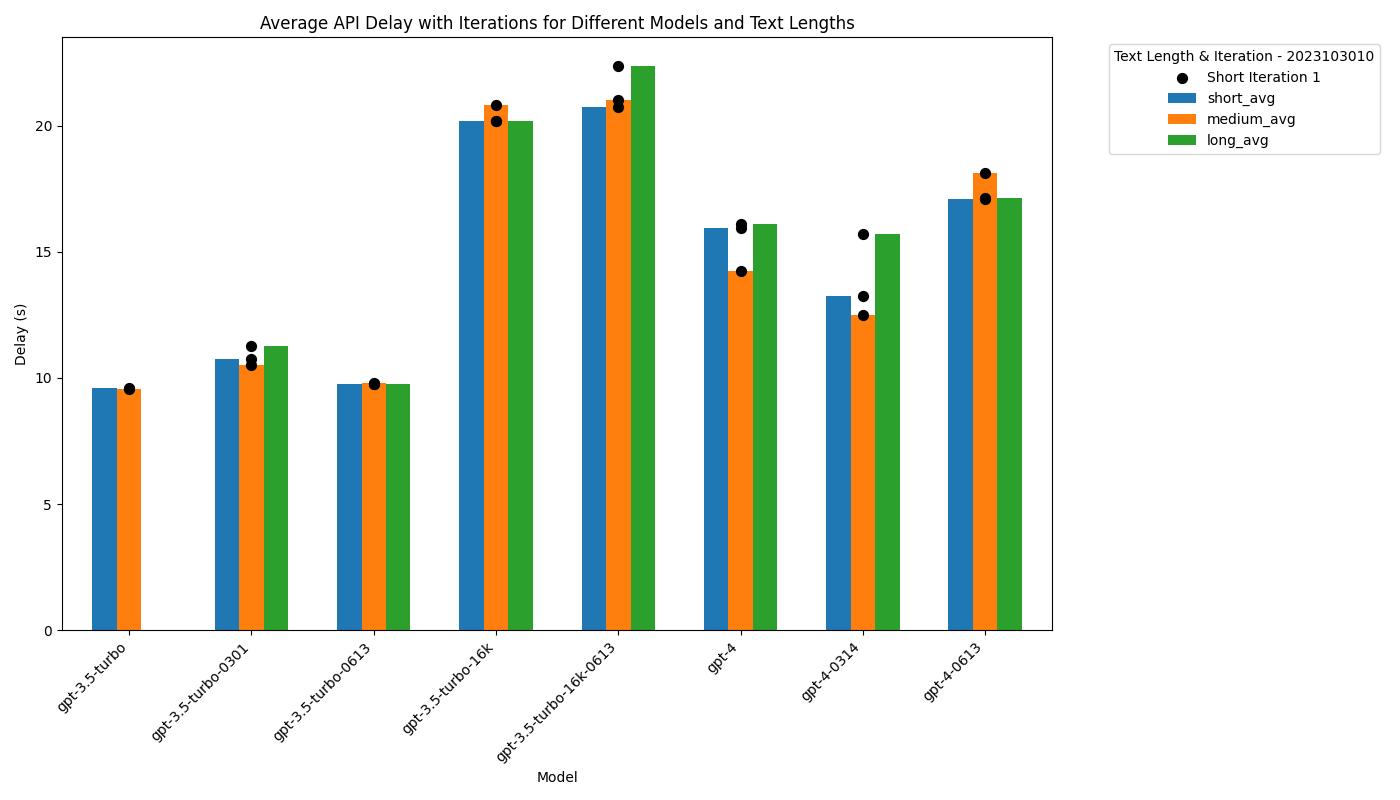 Average API Delay with Iterations for Different Models and Text Lengths
Text Length & Iteration - 2023103010
Short Iteration 1
short_avg
medium_avg
long_avg
Delay (s)
20
15
10
5
0
gpt-3.5-turbo
gpt-3.5-turbo-0301
gpt-3.5-turbo-0613
gpt-3.5-turbo-16k
gpt-3.5-turbo-16k-0613
gpt-4
gpt-4-0314
gpt-4-0613
Model